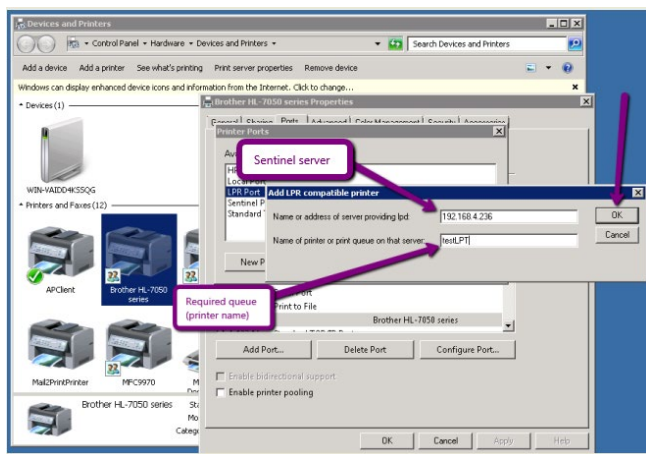 Devices and Printers
Control Panel Hardware Devices and Printers
Search Devices and Printers
Add a device Add a printer See what's printing Print server properties Remove device
Windows can display enhanced device icons and information from the Internet. Click to change...
Devices (1)
WIN-VAIDD4KSSQG
Printers and Faxes (12)
APClient
Brother HL-7050 series
Mail2PrintPrinter
MFC9970
Brother HL-7050 series
Brother HL-7050 series Properties
General Sharing Ports Advanced Color Management Security Accessories
Printer Ports
Sentinel server
LPR Port
Add LPR compatible printer
Name or address of server providing lpd:
192.168.4.236
OK
Name of printer or print queue on that server:
testLPT
Cancel
Required queue
(printer name)
Print to File
Brother HL-7050 series
Add Port...
Delete Port
Configure Port...
Enable bidirectional support
Enable printer pooling
OK
Cancel
Apply
Help